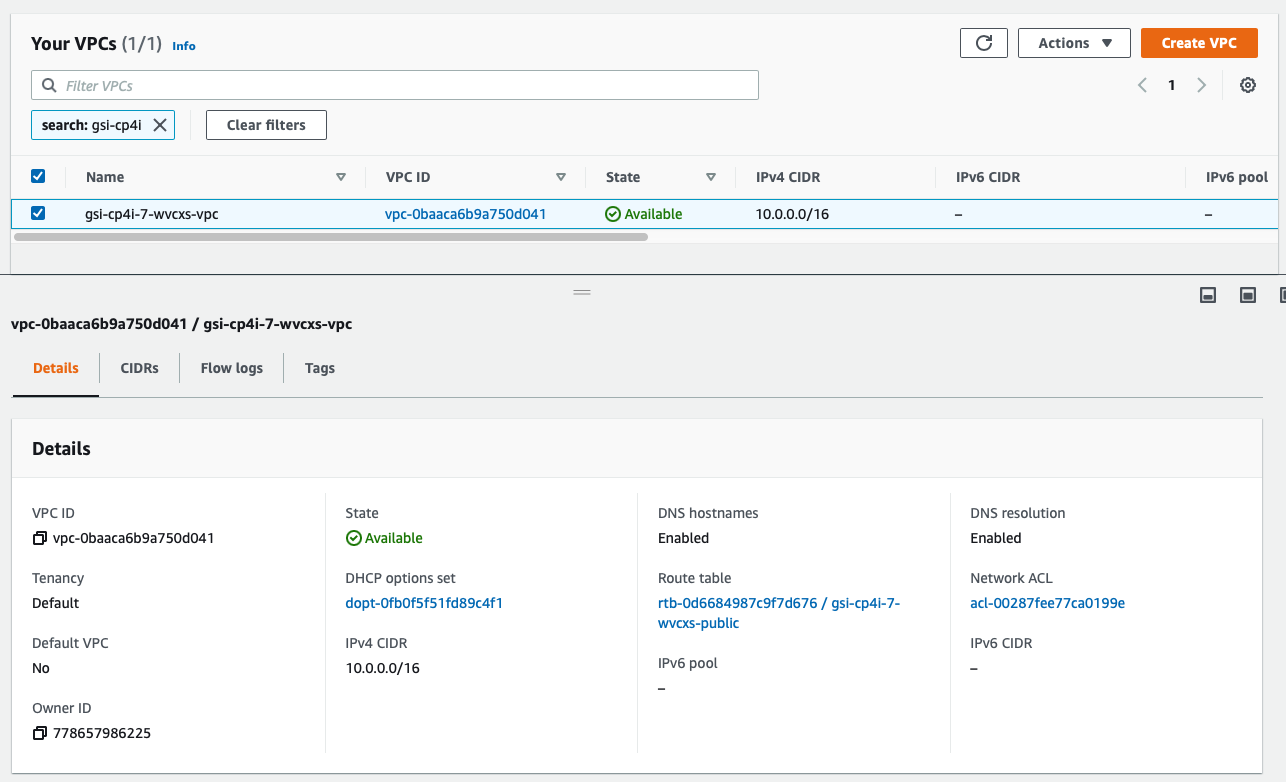 Your VPCs (1/1) Info
Actions
Create VPC
Filter VPCs
1
search: gsi-cp4i
Clear filters
Name VPC ID State IPv4 CIDR IPv6 CIDR IPv6 pool
gsi-cp4i-7-wvcxs-vpc vpc-0baaca6b9a750d041 Available 10.0.0.0/16 – –
vpc-0baaca6b9a750d041 / gsi-cp4i-7-wvcxs-vpc
Details CIDRs Flow logs Tags
Details
VPC ID
vpc-0baaca6b9a750d041
Tenancy
Default
Default VPC
No
Owner ID
778657986225
State
Available
DHCP options set
dopt-0fb0f5f51fd89c4f1
IPv4 CIDR
10.0.0.0/16
DNS hostnames
Enabled
Route table
rtb-0d6684987c9f7d676 / gsi-cp4i-7-
wvcxs-public
IPv6 pool
–
DNS resolution
Enabled
Network ACL
acl-00287fee77ca0199e
IPv6 CIDR
–